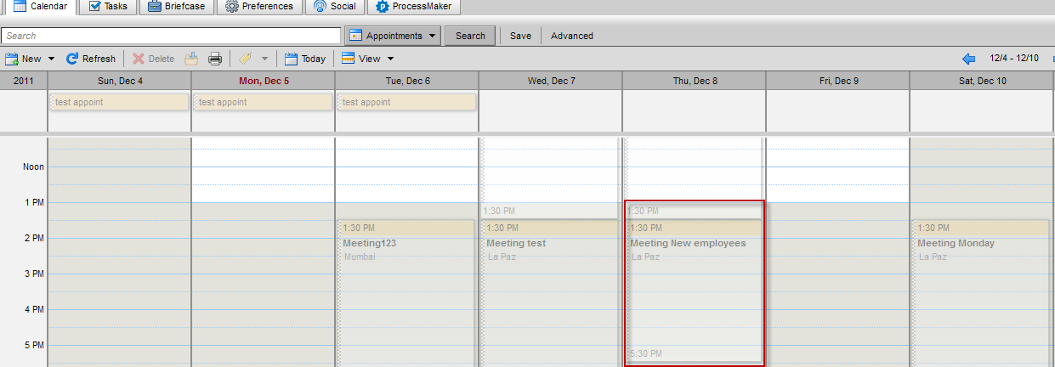 Calendar Tasks Briefcase Preferences Social ProcessMaker
Search Appointments Search Save Advanced
New Refresh Delete Today View 12/4 - 12/10
2011 Sun, Dec 4 Mon, Dec 5 Tue, Dec 6 Wed, Dec 7 Thu, Dec 8 Fri, Dec 9 Sat, Dec 10
test appoint test appoint test appoint
Noon
1 PM
1:30 PM 1:30 PM
1:30 PM 1:30 PM 1:30 PM 1:30 PM
2 PM
Meeting123 Meeting test Meeting New employees Meeting Monday
Mumbai La Paz La Paz La Paz
3 PM
4 PM
5 PM
5:30 PM